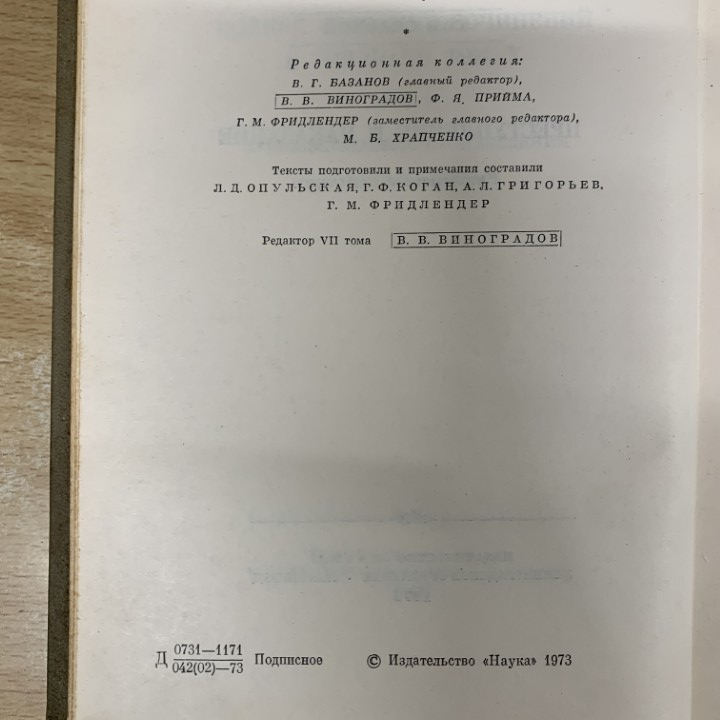 *
Редакционная коллегия:
В. Г. БАЗАНОВ (главный редактор),
В. В. ВИНОГРАДОВ, Ф. Я. ПРИЙМА,
Г. М. ФРИДЛЕНДЕР (заместитель главного редактора),
М. Б. ХРАПЧЕНКО
Тексты подготовили и примечания составили
Л. Д. ОПУЛЬСКАЯ, Г. Ф. КОГАН, А. Л. ГРИГОРЬЕВ,
Г. М. ФРИДЛЕНДЕР
Редактор VII тома В. В. ВИНОГРАДОВ
Д 0731—1171
042(02)—73 Подписное © Издательство «Наука» 1973